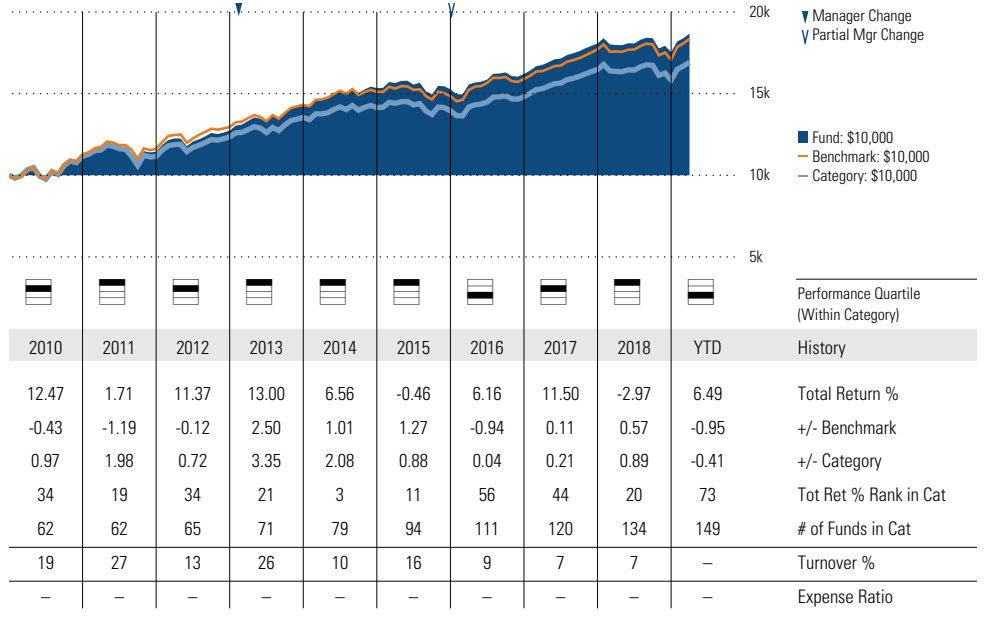 20k
▼ Manager Change
Partial Mgr Change
15k
Fund: $10,000
Benchmark: $10,000
10k
Category: $10,000
5k
Performance Quartile
(Within Category)
2010 2011 2012 2013 2014 2015 2016 2017 2018 YTD History
12.47 1.71 11.37 13.00 6.56 -0.46 6.16 11.50 -2.97 6.49 Total Return %
-0.43 -1.19 -0.12 2.50 1.01 1.27 -0.94 0.11 0.57 -0.95 +/- Benchmark
0.97 1.98 0.72 3.35 2.08 0.88 0.04 0.21 0.89 -0.41 +/- Category
34 19 34 21 3 11 56 44 20 73 Tot Ret % Rank in Cat
62 62 65 71 79 94 111 120 134 149 # of Funds in Cat
19 27 13 26 10 16 9 7 7 – Turnover %
– – – – – – – – – – Expense Ratio